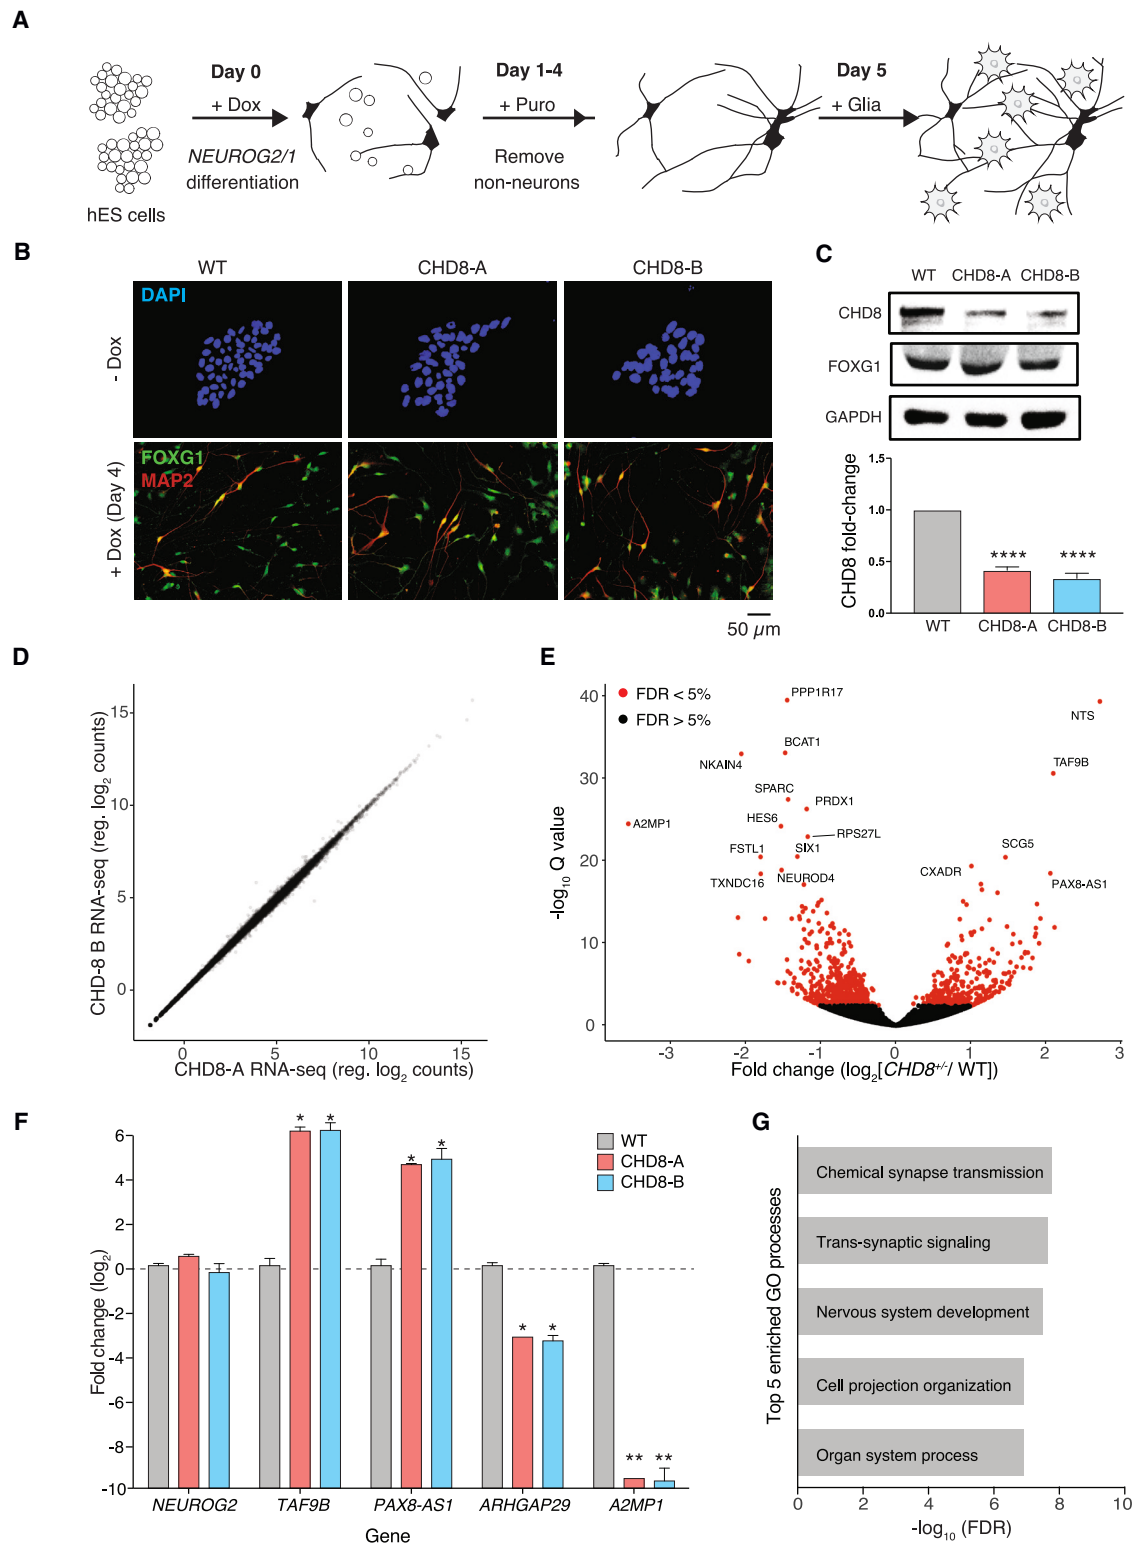 A
Day 0
+ Dox
NEUROG2/1
differentiation
hES cells
Day 1-4
+ Puro
Remove
non-neurons
Day 5
+ Glia
B
WT
CHD8-A
CHD8-B
DAPI
- Dox
FOXG1
MAP2
+ Dox (Day 4)
50 µm
C
WT CHD8-A CHD8-B
CHD8
FOXG1
GAPDH
CHD8 fold-change
1.5
1.0
0.5
0.0
**** ****
WT CHD8-A CHD8-B
D
CHD-8 B RNA-seq (reg. log2 counts)
15
10
5
0
0 5 10 15
CHD8-A RNA-seq (reg. log2 counts)
E
FDR < 5%
FDR > 5%
-log10 Q value
40
30
20
10
0
PPP1R17
NTS
BCAT1
NKAIN4
TAF9B
SPARC
PRDX1
A2MP1
HES6
RPS27L
FSTL1
SIX1
SCG5
CXADR
TXNDC16
NEUROD4
PAX8-AS1
-3 -2 -1 0 1 2 3
Fold change (log2[CHD8+/-/ WT])
F
Fold change (log2)
6
4
2
0
-2
-4
-6
-8
-10
WT
CHD8-A
CHD8-B
* *
* *
* *
** **
NEUROG2 TAF9B PAX8-AS1 ARHGAP29 A2MP1
Gene
G
Top 5 enriched GO processes
Chemical synapse transmission
Trans-synaptic signaling
Nervous system development
Cell projection organization
Organ system process
0 2 4 6 8 10
-log10 (FDR)